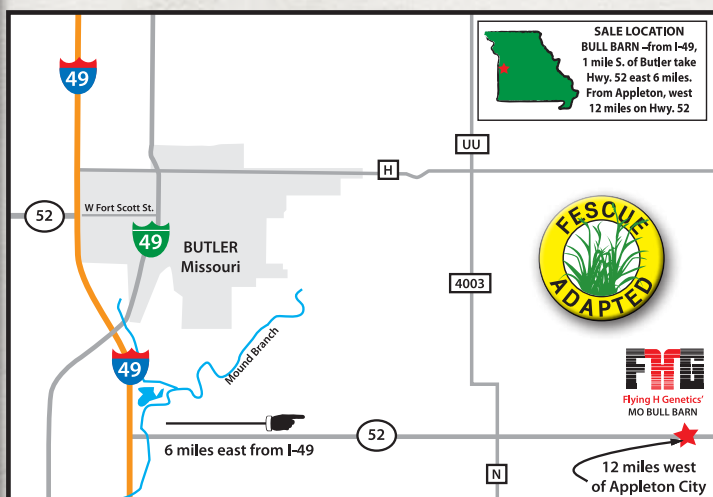 49
SALE LOCATION
BULL BARN –from I-49,
1 mile S. of Butler take
Hwy. 52 east 6 miles.
From Appleton, west
12 miles on Hwy. 52
UU
H
52
W Fort Scott St.
49
BUTLER
Missouri
FESCUE
ADAPTED
4003
Mound Branch
49
FHG
Flying H Genetics'
MO BULL BARN
52
6 miles east from I-49
N
12 miles west
of Appleton City